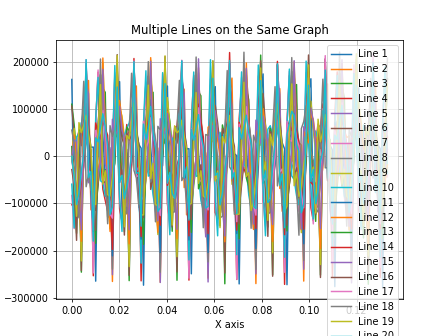 Multiple Lines on the Same Graph
200000
100000
0
−100000
−200000
−300000
0.00
0.02
0.04
0.06
0.08
0.10
X axis
Line 1
Line 2
Line 3
Line 4
Line 5
Line 6
Line 7
Line 8
Line 9
Line 10
Line 11
Line 12
Line 13
Line 14
Line 15
Line 16
Line 17
Line 18
Line 19
Line 20